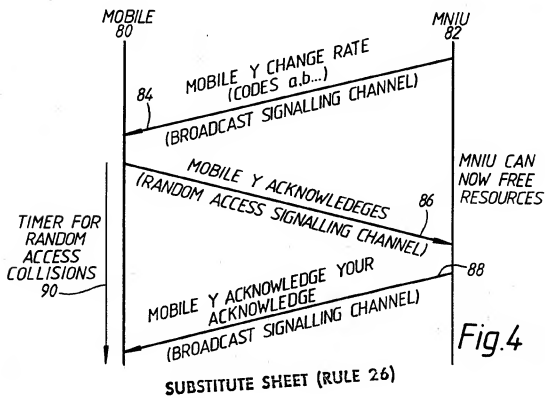 MOBILE
80
MNIU
82
MOBILE Y CHANGE RATE
(CODES a,b...)
84
(BROADCAST SIGNALLING CHANNEL)
MOBILE Y ACKNOWLEDEGES
(RANDOM ACCESS SIGNALLING CHANNEL)
86
MNIU CAN
NOW FREE
RESOURCES
TIMER FOR
RANDOM
ACCESS
COLLISIONS
90
MOBILE Y ACKNOWLEDGE YOUR
ACKNOWLEDGE
88
(BROADCAST SIGNALLING CHANNEL)
Fig.4
SUBSTITUTE SHEET (RULE 26)